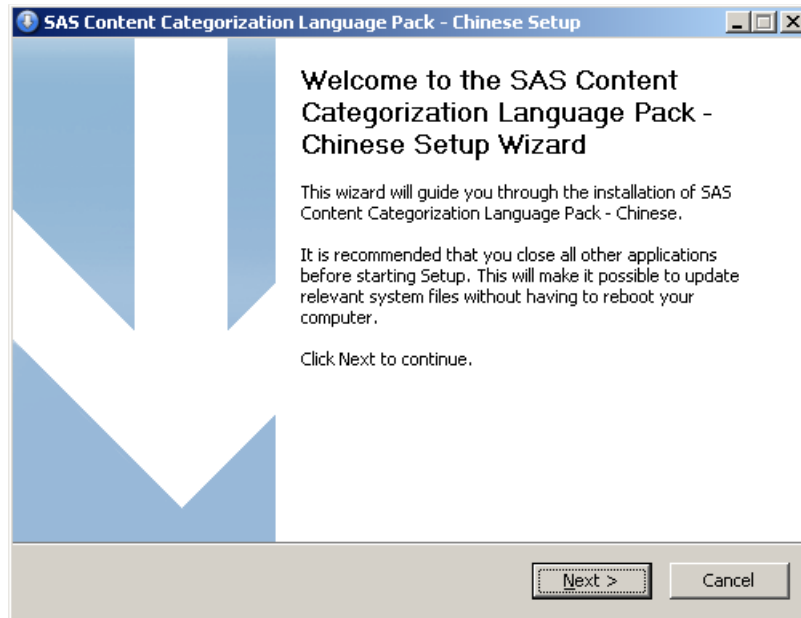 SAS Content Categorization Language Pack - Chinese Setup
Welcome to the SAS Content
Categorization Language Pack -
Chinese Setup Wizard
This wizard will guide you through the installation of SAS
Content Categorization Language Pack - Chinese.
It is recommended that you close all other applications
before starting Setup. This will make it possible to update
relevant system files without having to reboot your
computer.
Click Next to continue.
Next > Cancel